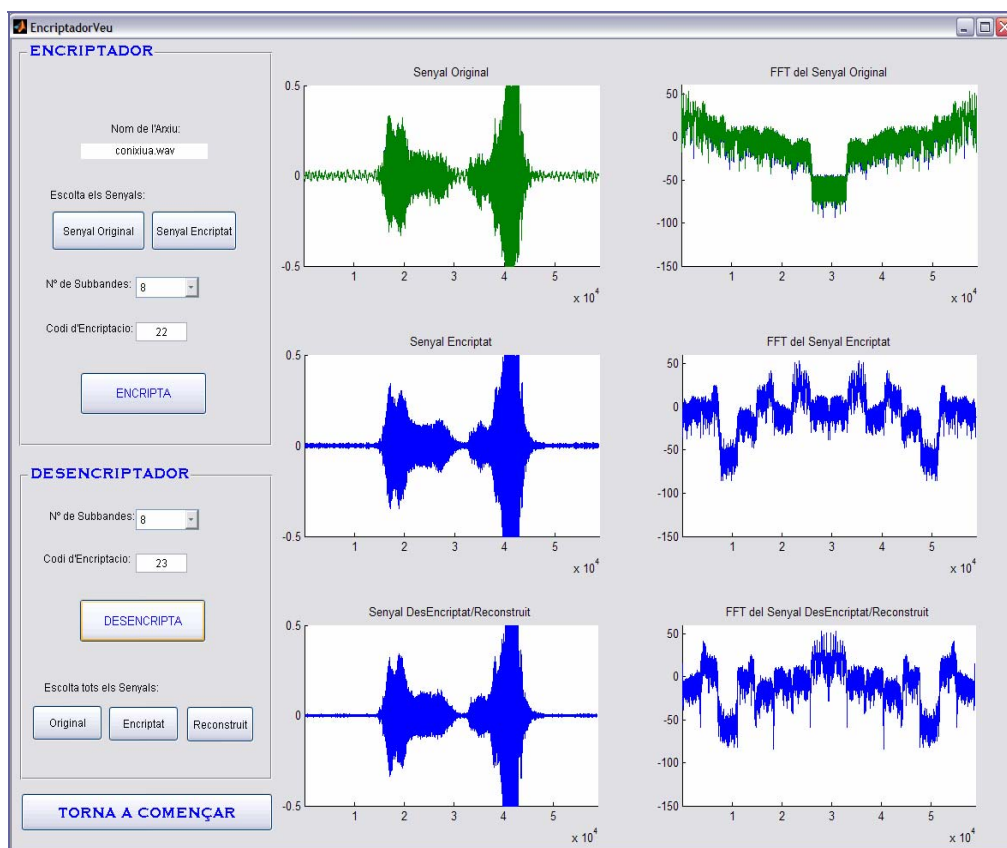 EncriptadorVeu
ENCRIPTADOR
Nom de l'Arxiu:
conixiua.wav
Escolta els Senyals:
Senyal Original
Senyal Encriptat
Nº de Subbandes:
8
Codi d'Encriptacio:
22
ENCRIPTA
DESENCRIPTADOR
Nº de Subbandes:
8
Codi d'Encriptacio:
23
DESENCRIPTA
Escolta tots els Senyals:
Original
Encriptat
Reconstruit
TORNA A COMENÇAR
Senyal Original
0.5
0
-0.5
1 2 3 4 5
x 10^4
FFT del Senyal Original
50
0
-50
-100
-150
1 2 3 4 5
x 10^4
Senyal Encriptat
0.5
0
-0.5
1 2 3 4 5
x 10^4
FFT del Senyal Encriptat
50
0
-50
-100
-150
1 2 3 4 5
x 10^4
Senyal DesEncriptat/Reconstruit
0.5
0
-0.5
1 2 3 4 5
x 10^4
FFT del Senyal DesEncriptat/Reconstruit
50
0
-50
-100
-150
1 2 3 4 5
x 10^4